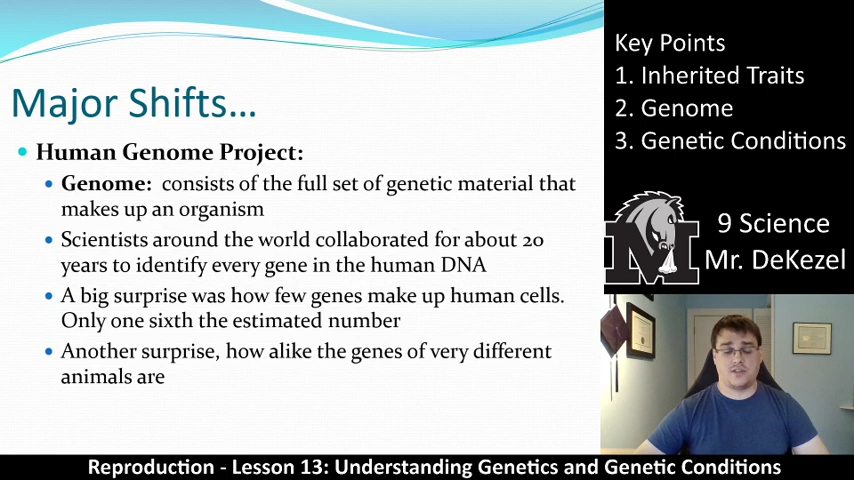 Major Shifts...
Human Genome Project:
Genome: consists of the full set of genetic material that
makes up an organism
Scientists around the world collaborated for about 20
years to identify every gene in the human DNA
A big surprise was how few genes make up human cells.
Only one sixth the estimated number
Another surprise, how alike the genes of very different
animals are
Key Points
1. Inherited Traits
2. Genome
3. Genetic Conditions
M
9 Science
Mr. DeKezel
Reproduction - Lesson 13: Understanding Genetics and Genetic Conditions